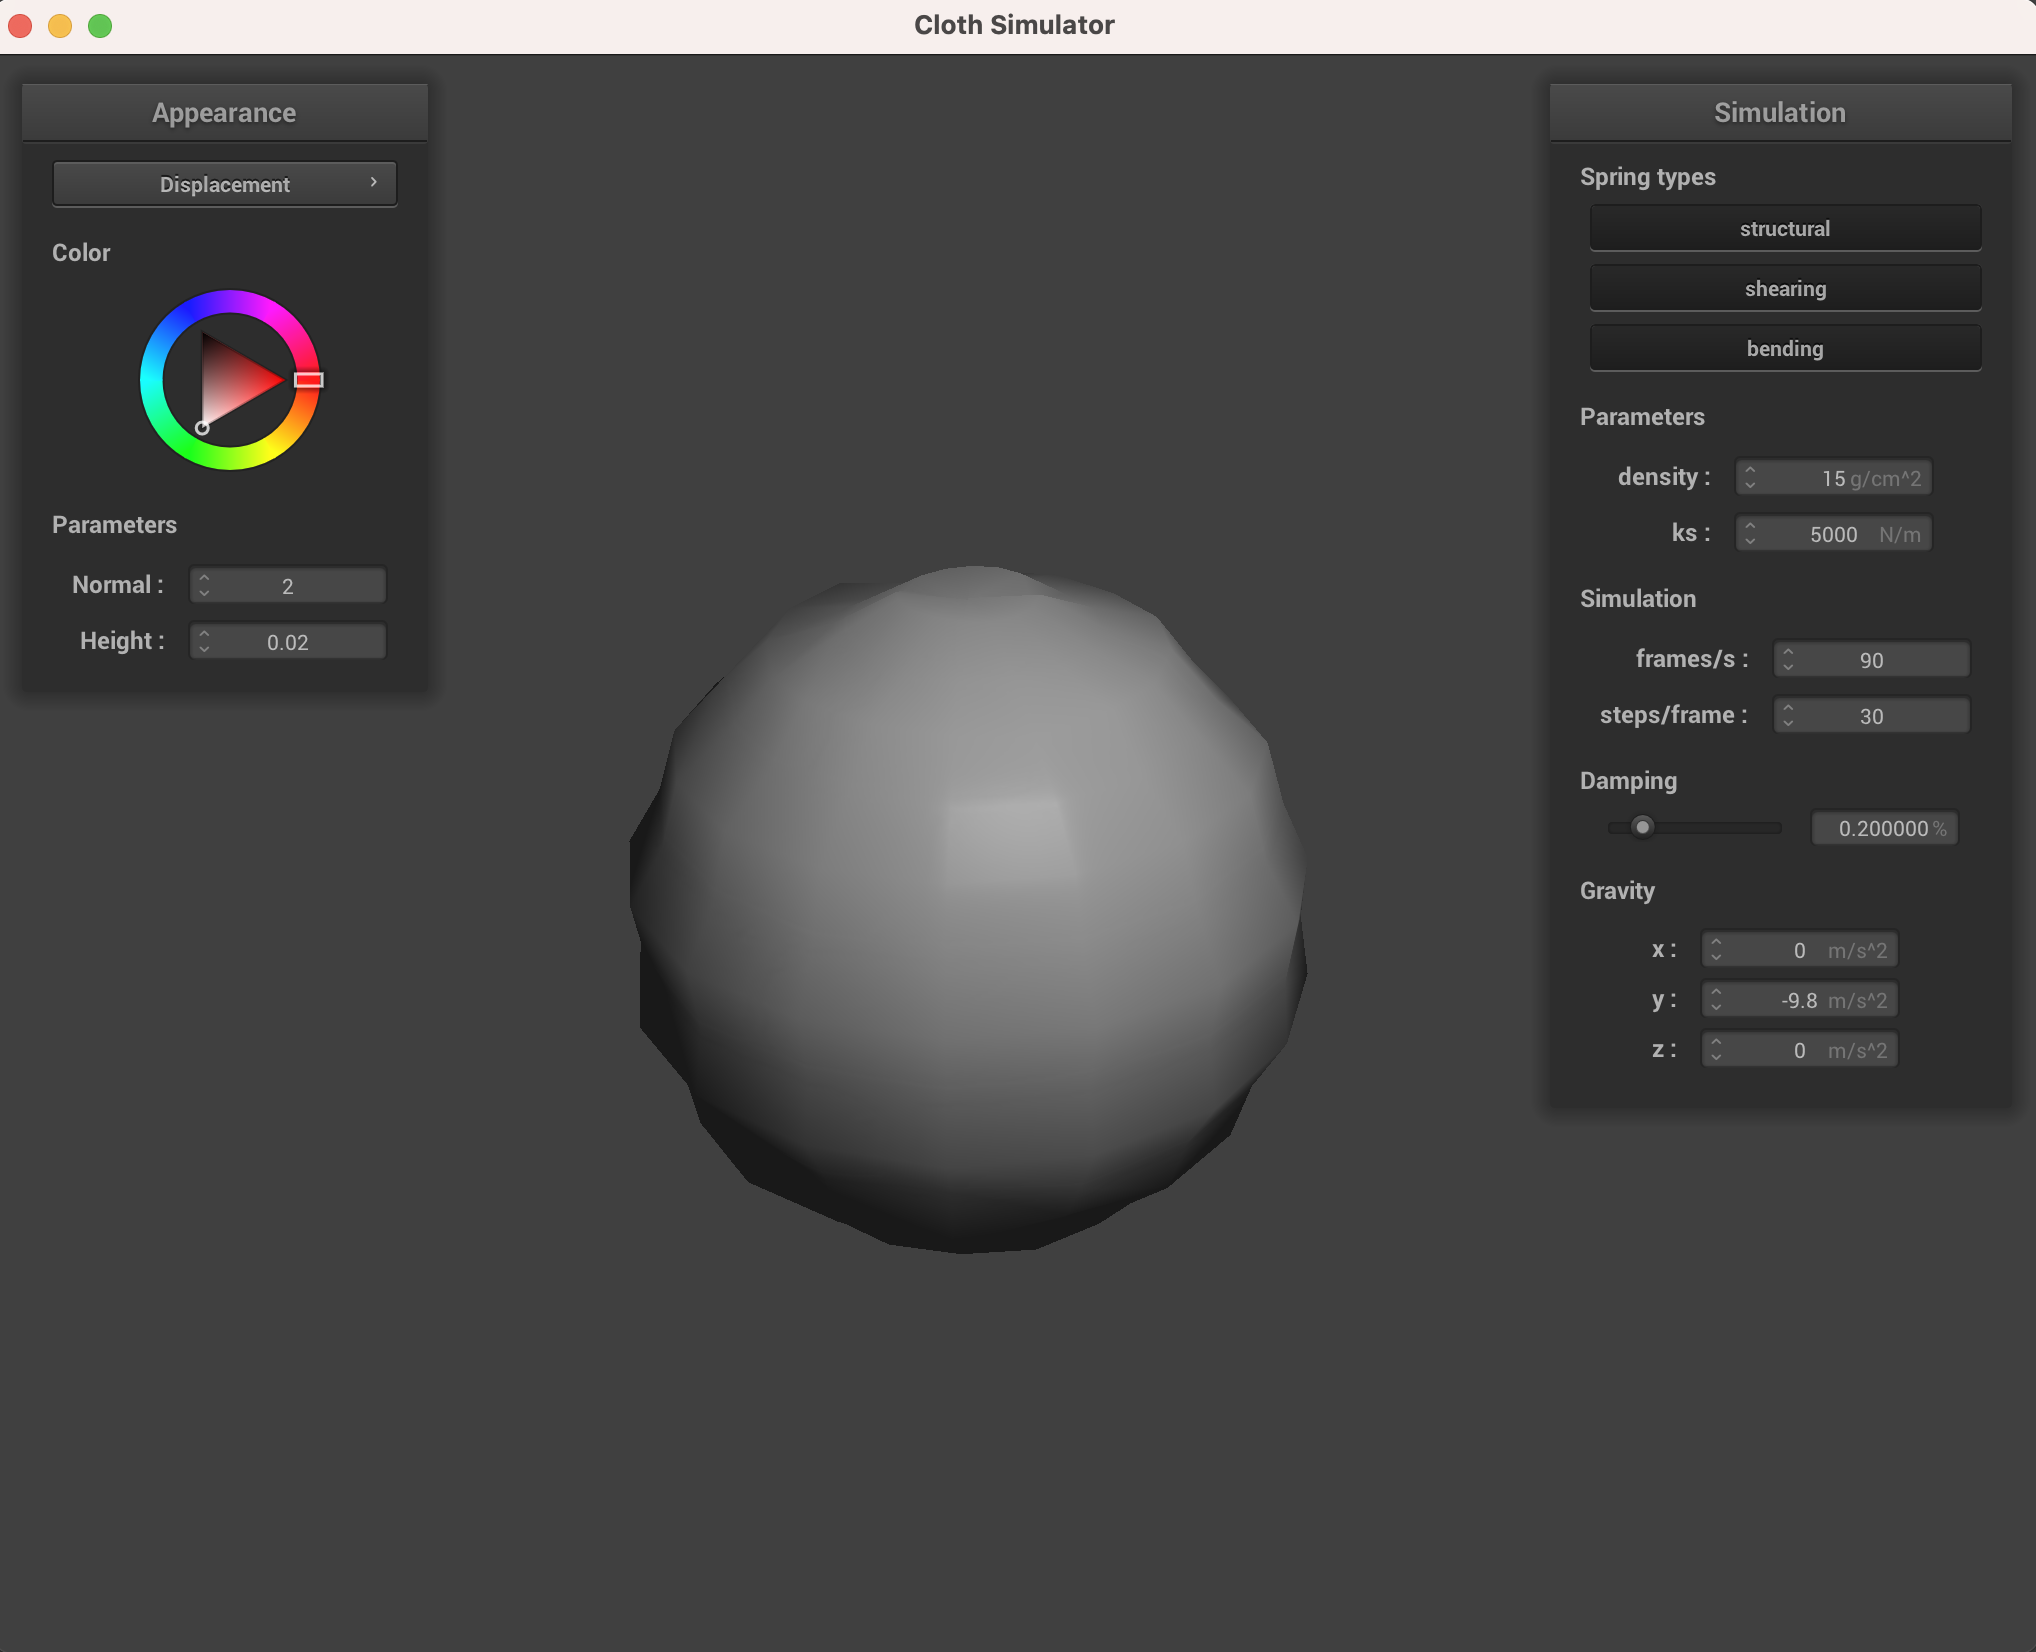 Cloth Simulator
Appearance
Displacement
Color
Parameters
Normal : 2
Height : 0.02
Simulation
Spring types
structural
shearing
bending
Parameters
density : 15 g/cm^2
ks : 5000 N/m
Simulation
frames/s : 90
steps/frame : 30
Damping
0.200000 %
Gravity
x : 0 m/s^2
y : -9.8 m/s^2
z : 0 m/s^2